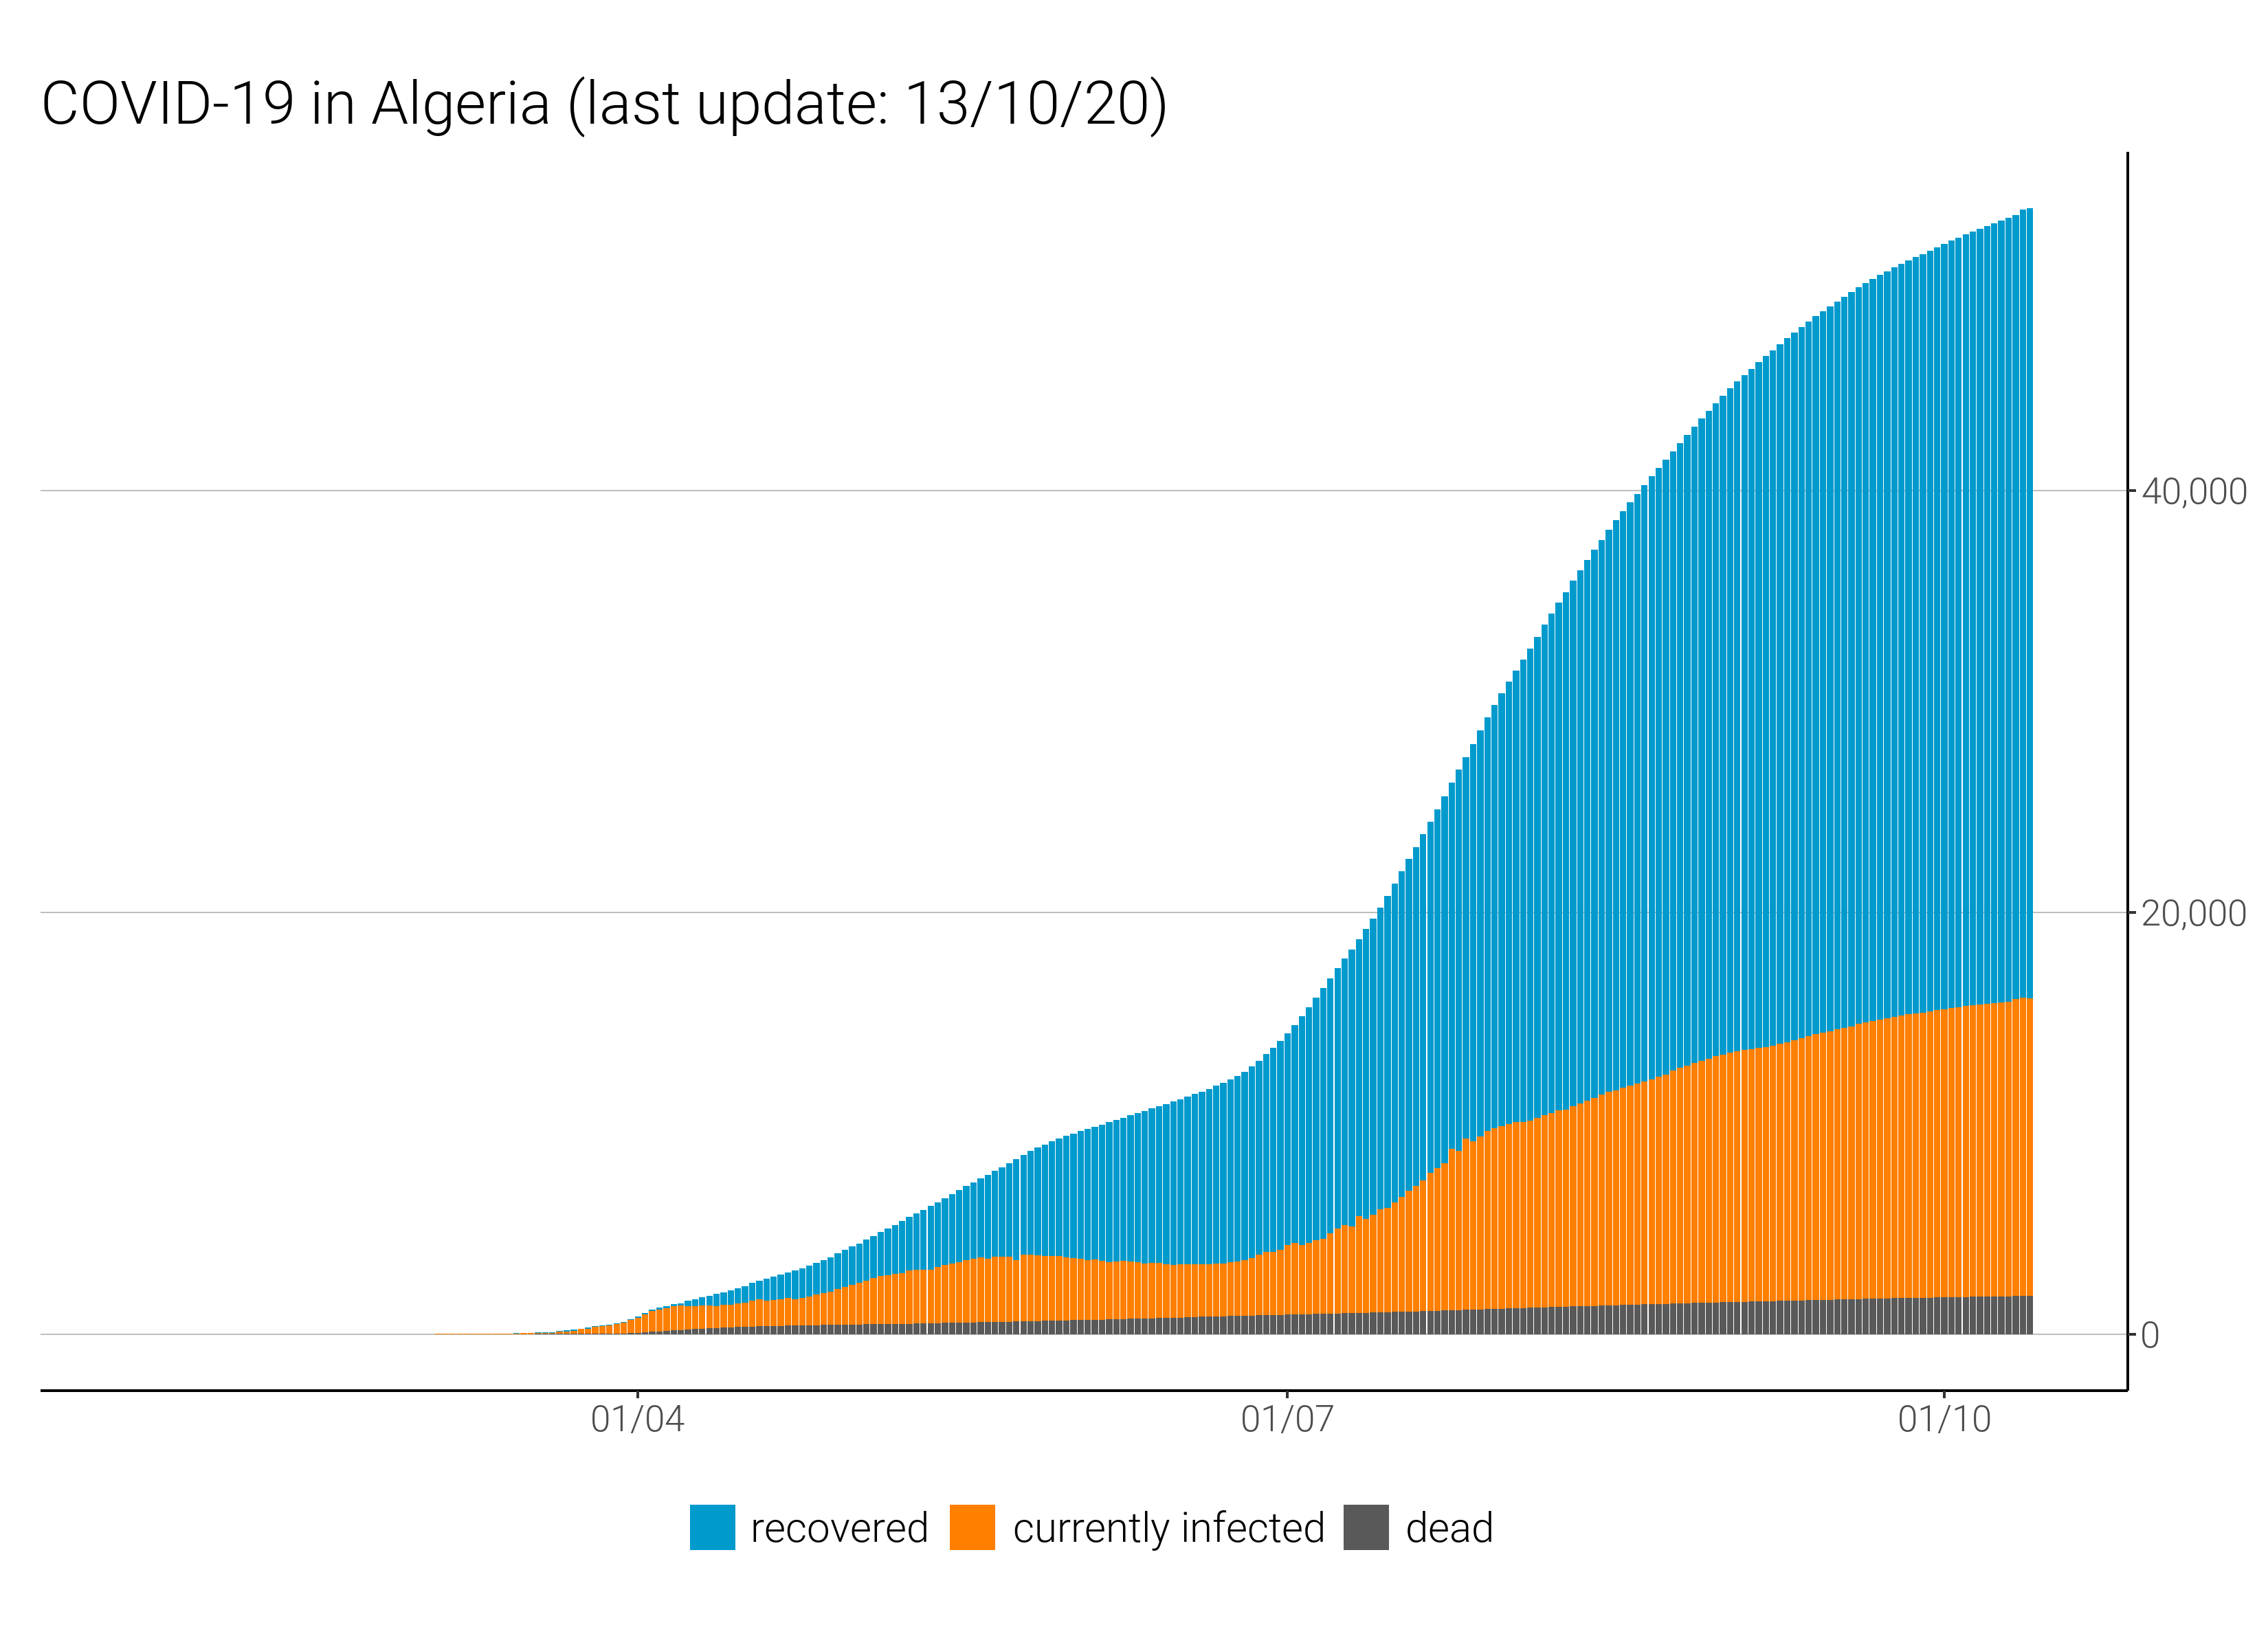 COVID-19 in Algeria (last update: 13/10/20)
40,000
20,000
0
01/04 01/07 01/10
recovered currently infected dead